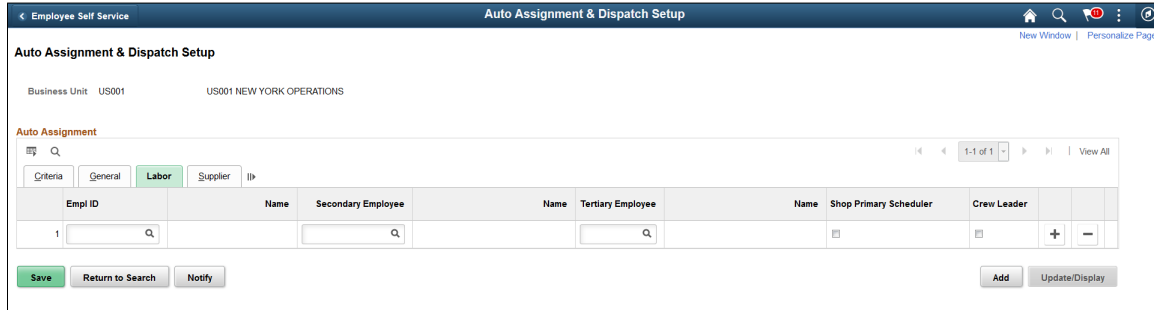 Employee Self Service
Auto Assignment & Dispatch Setup
11
New Window | Personalize Page
Auto Assignment & Dispatch Setup
Business Unit US001 US001 NEW YORK OPERATIONS
Auto Assignment
1-1 of 1 | View All
Criteria General Labor Supplier
Empl ID Name Secondary Employee Name Tertiary Employee Name Shop Primary Scheduler Crew Leader
1
Save Return to Search Notify Add Update/Display